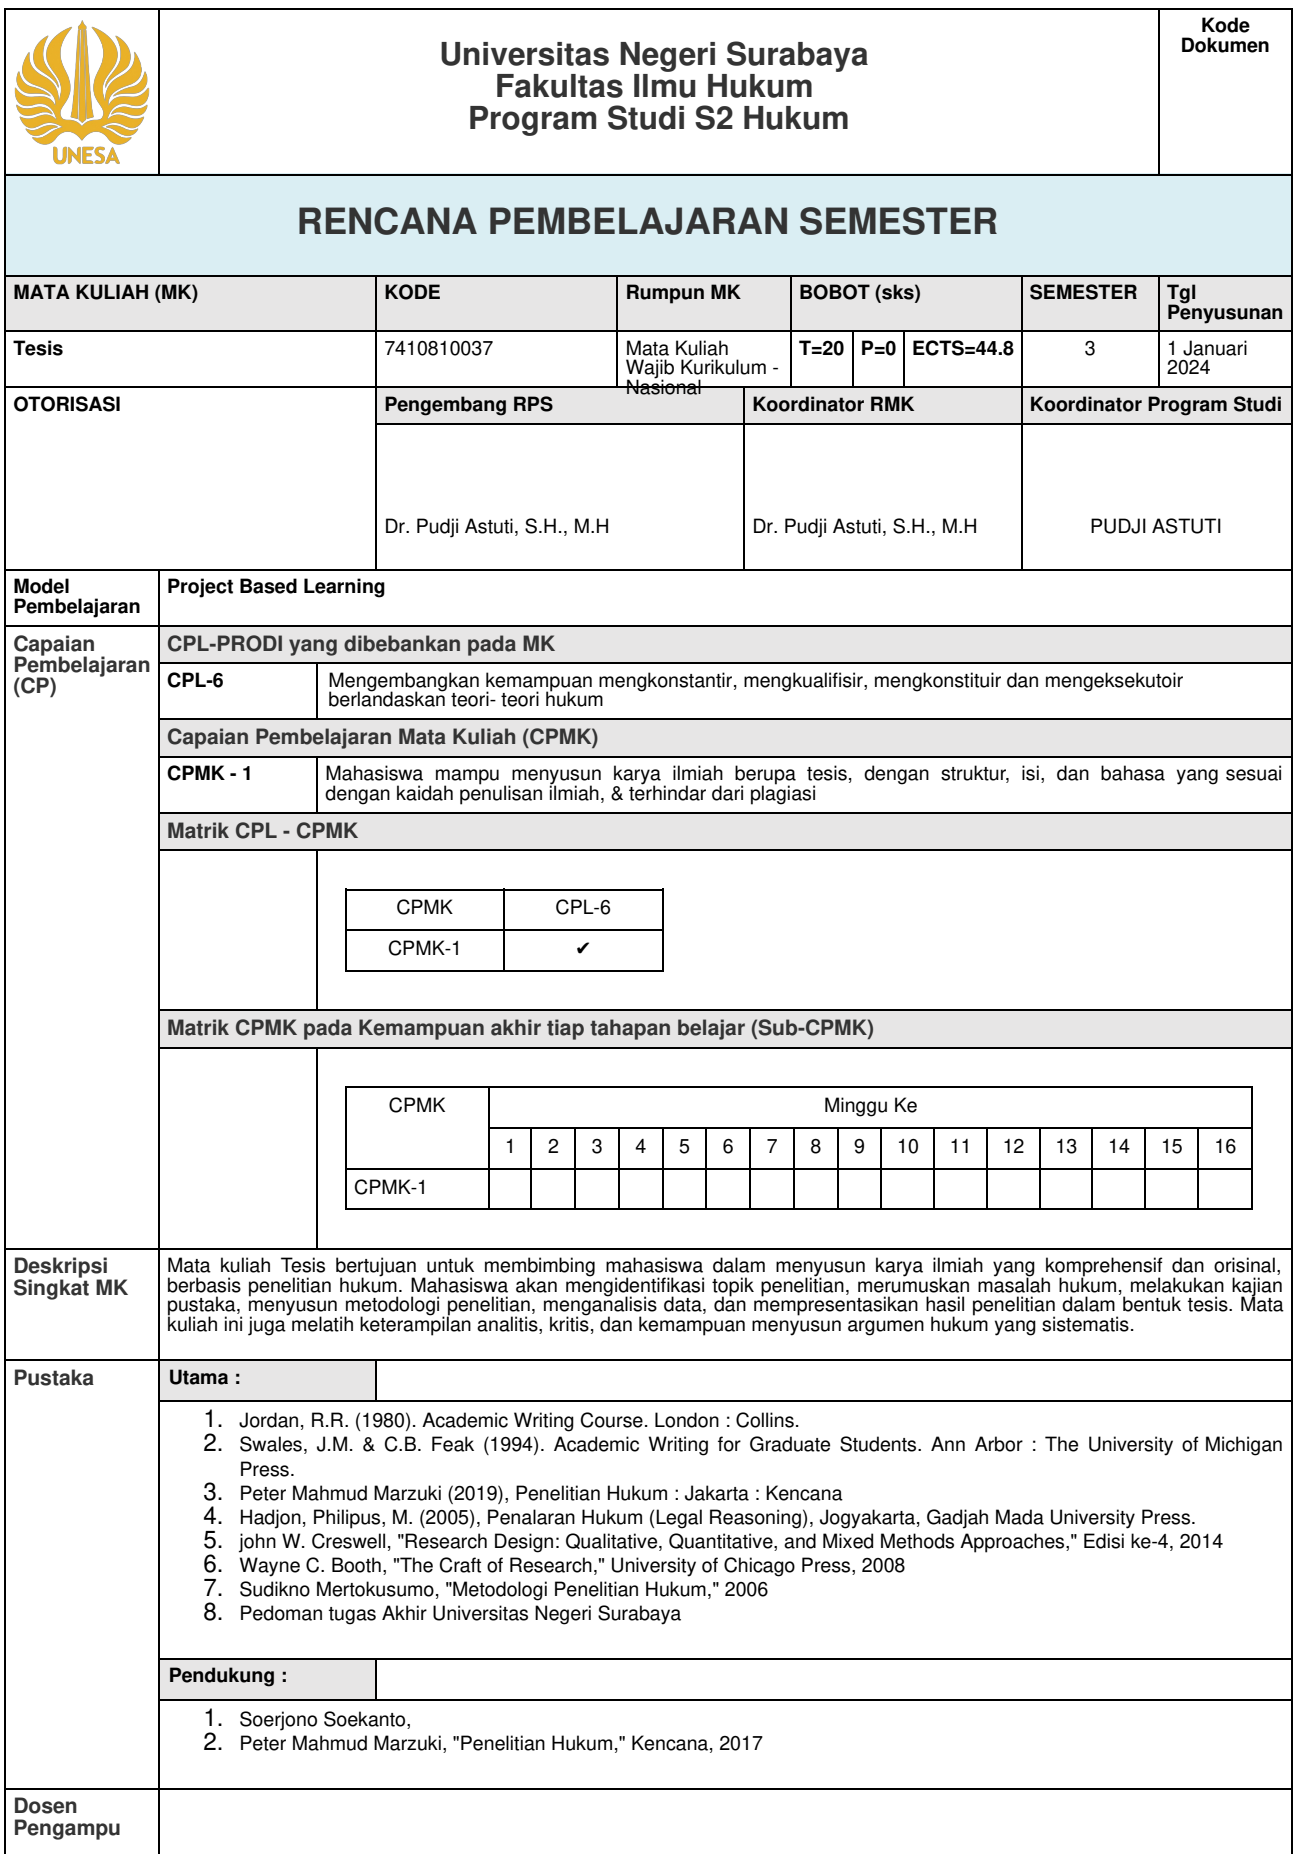 UNESA
Universitas Negeri Surabaya
Fakultas Ilmu Hukum
Program Studi S2 Hukum
Kode
Dokumen
RENCANA PEMBELAJARAN SEMESTER
MATA KULIAH (MK)
KODE
Rumpun MK
BOBOT (sks)
SEMESTER
Tgl
Penyusunan
Tesis
7410810037
Mata Kuliah
Wajib Kurikulum -
Nasional
T=20
P=0
ECTS=44.8
3
1 Januari
2024
OTORISASI
Pengembang RPS
Koordinator RMK
Koordinator Program Studi
Dr. Pudji Astuti, S.H., M.H
Dr. Pudji Astuti, S.H., M.H
PUDJI ASTUTI
Model
Pembelajaran
Project Based Learning
Capaian
Pembelajaran
(CP)
CPL-PRODI yang dibebankan pada MK
CPL-6
Mengembangkan kemampuan mengkonstantir, mengkualifisir, mengkonstituir dan mengeksekutoir
berlandaskan teori- teori hukum
Capaian Pembelajaran Mata Kuliah (CPMK)
CPMK - 1
Mahasiswa mampu menyusun karya ilmiah berupa tesis, dengan struktur, isi, dan bahasa yang sesuai
dengan kaidah penulisan ilmiah, & terhindar dari plagiasi
Matrik CPL - CPMK
CPMK CPL-6
CPMK-1 ✔
Matrik CPMK pada Kemampuan akhir tiap tahapan belajar (Sub-CPMK)
CPMK
Minggu Ke
1 2 3 4 5 6 7 8 9 10 11 12 13 14 15 16
CPMK-1
Deskripsi
Singkat MK
Mata kuliah Tesis bertujuan untuk membimbing mahasiswa dalam menyusun karya ilmiah yang komprehensif dan orisinal,
berbasis penelitian hukum. Mahasiswa akan mengidentifikasi topik penelitian, merumuskan masalah hukum, melakukan kajian
pustaka, menyusun metodologi penelitian, menganalisis data, dan mempresentasikan hasil penelitian dalam bentuk tesis. Mata
kuliah ini juga melatih keterampilan analitis, kritis, dan kemampuan menyusun argumen hukum yang sistematis.
Pustaka
Utama :
1. Jordan, R.R. (1980). Academic Writing Course. London : Collins.
2. Swales, J.M. & C.B. Feak (1994). Academic Writing for Graduate Students. Ann Arbor : The University of Michigan
Press.
3. Peter Mahmud Marzuki (2019), Penelitian Hukum : Jakarta : Kencana
4. Hadjon, Philipus, M. (2005), Penalaran Hukum (Legal Reasoning), Jogyakarta, Gadjah Mada University Press.
5. john W. Creswell, "Research Design: Qualitative, Quantitative, and Mixed Methods Approaches," Edisi ke-4, 2014
6. Wayne C. Booth, "The Craft of Research," University of Chicago Press, 2008
7. Sudikno Mertokusumo, "Metodologi Penelitian Hukum," 2006
8. Pedoman tugas Akhir Universitas Negeri Surabaya
Pendukung :
1. Soerjono Soekanto,
2. Peter Mahmud Marzuki, "Penelitian Hukum," Kencana, 2017
Dosen
Pengampu